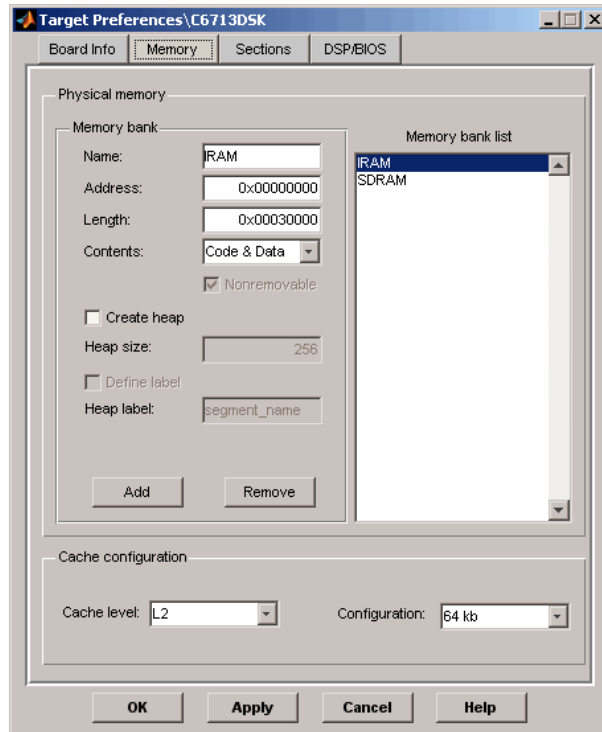 Target Preferences\C6713DSK
Board Info Memory Sections DSP/BIOS
Physical memory
Memory bank
Memory bank list
Name: IRAM
Address: 0x00000000
Length: 0x00030000
Contents: Code & Data
Nonremovable
Create heap
Heap size: 256
Define label
Heap label: segment_name
Add Remove
IRAM
SDRAM
Cache configuration
Cache level: L2 Configuration: 64 kb
OK Apply Cancel Help